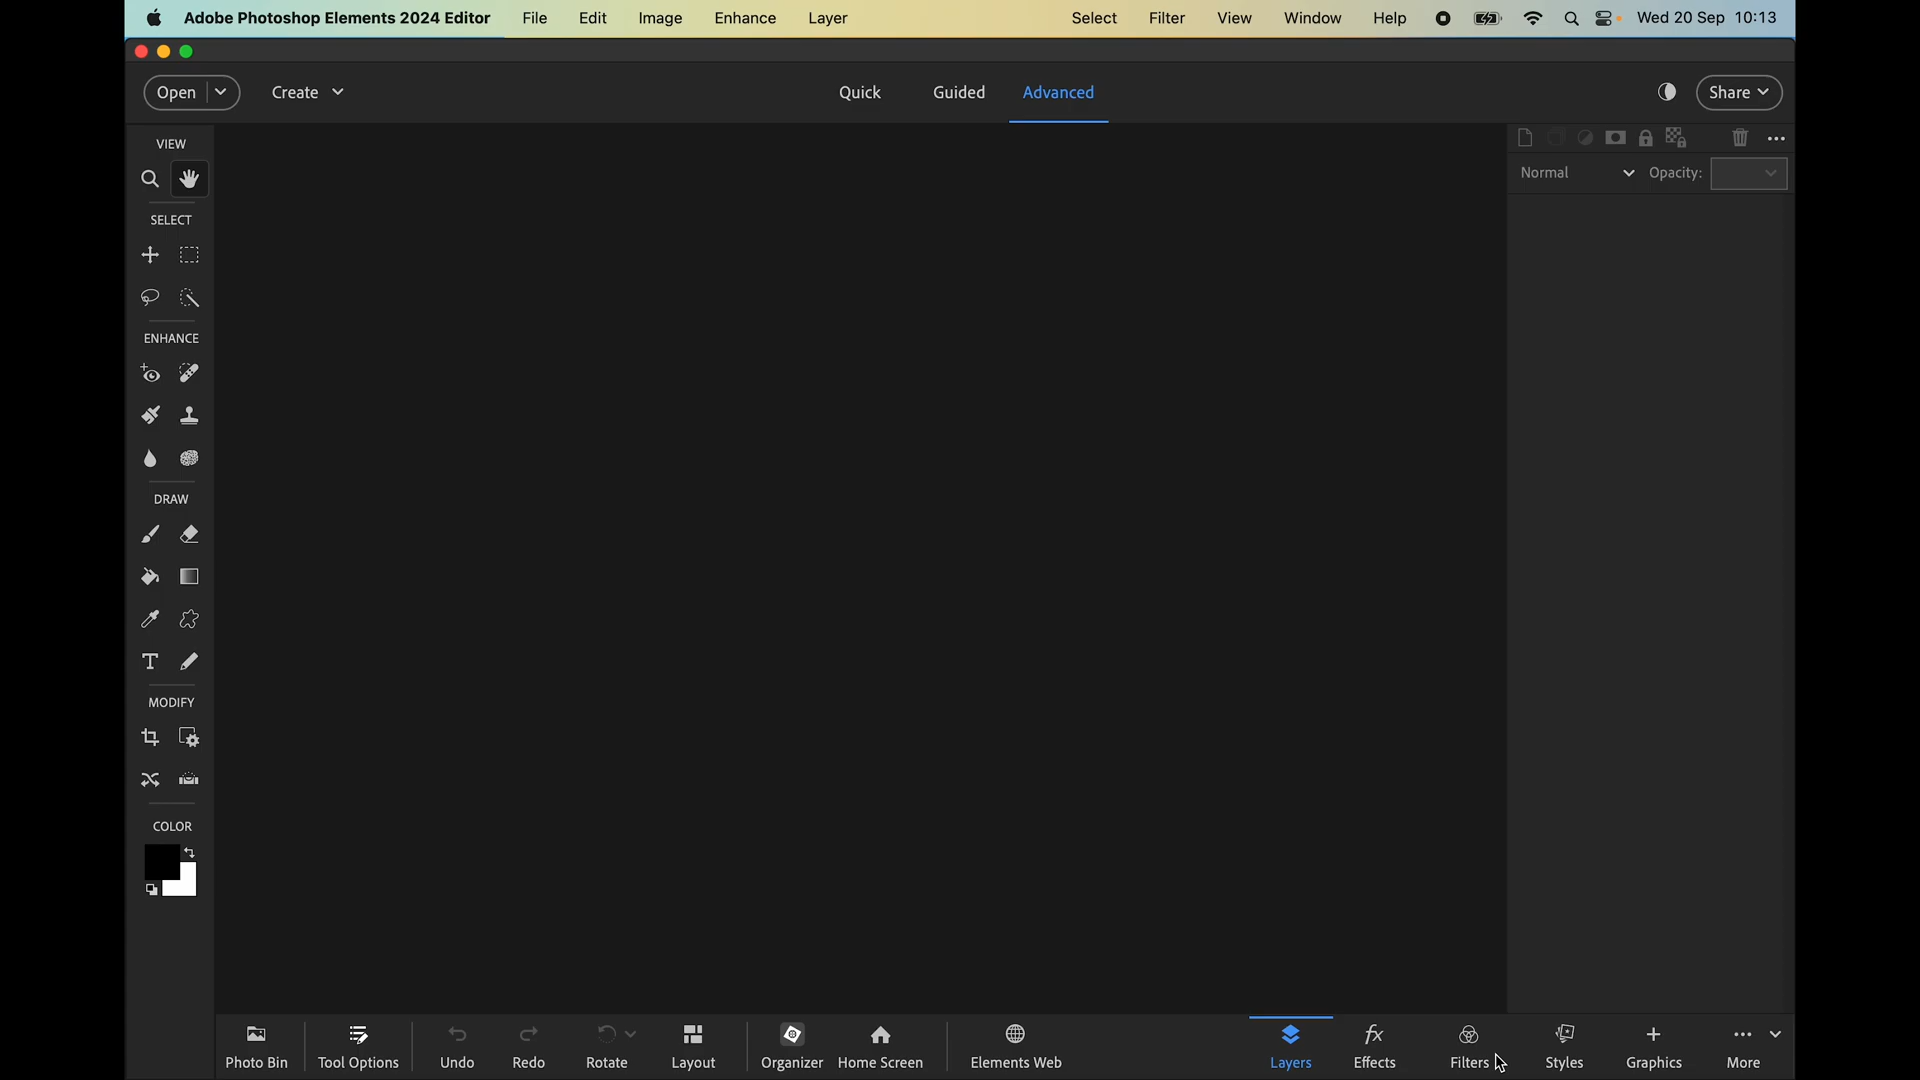 Adobe Photoshop Elements 2024 Editor File Edit Image Enhance Layer Select Filter View Window Help Wed 20 Sep 10:13
Open Create Quick Guided Advanced Share
VIEW
Normal Opacity:
SELECT
ENHANCE
DRAW
MODIFY
COLOR
Photo Bin Tool Options Undo Redo Rotate Layout Organizer Home Screen Elements Web Layers Effects Filters Styles Graphics More